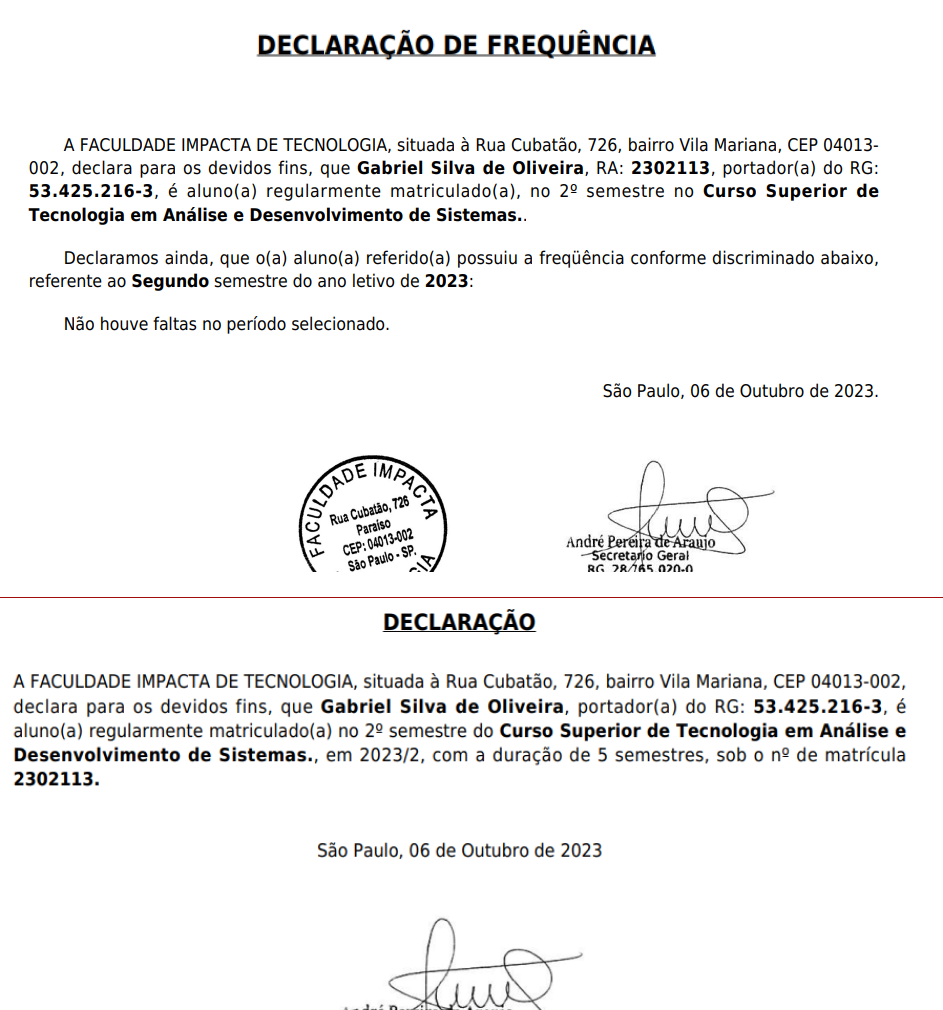 DECLARAÇÃO DE FREQUÊNCIA
A FACULDADE IMPACTA DE TECNOLOGIA, situada à Rua Cubatão, 726, bairro Vila Mariana, CEP 04013-
002, declara para os devidos fins, que Gabriel Silva de Oliveira, RA: 2302113, portador(a) do RG:
53.425.216-3, é aluno(a) regularmente matriculado(a), no 2º semestre no Curso Superior de
Tecnologia em Análise e Desenvolvimento de Sistemas..
Declaramos ainda, que o(a) aluno(a) referido(a) possuiu a freqüência conforme discriminado abaixo,
referente ao Segundo semestre do ano letivo de 2023:
Não houve faltas no período selecionado.
São Paulo, 06 de Outubro de 2023.
FACULDADE IMPACTA
Rua Cubatão, 726
Paraíso
CEP: 04013-002
São Paulo - SP.
André Pereira de Araujo
Secretario Geral
RG 28.765.020-0
DECLARAÇÃO
A FACULDADE IMPACTA DE TECNOLOGIA, situada à Rua Cubatão, 726, bairro Vila Mariana, CEP 04013-002,
declara para os devidos fins, que Gabriel Silva de Oliveira, portador(a) do RG: 53.425.216-3, é
aluno(a) regularmente matriculado(a) no 2º semestre do Curso Superior de Tecnologia em Análise e
Desenvolvimento de Sistemas., em 2023/2, com a duração de 5 semestres, sob o nº de matrícula
2302113.
São Paulo, 06 de Outubro de 2023